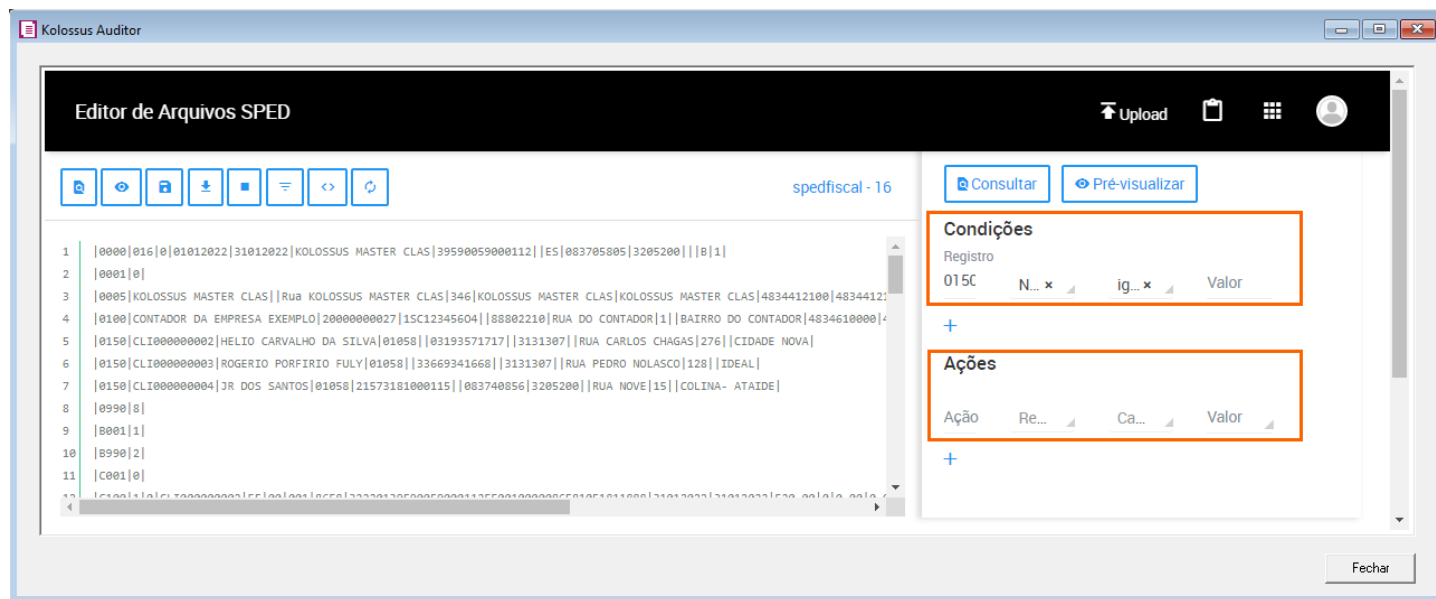 Kolossus Auditor
Editor de Arquivos SPED
Upload
spedfiscal - 16
Consultar
Pré-visualizar
1 |0000|016|0|01012022|31012022|KOLOSSUS MASTER CLAS|39590059000112||ES|083705805|3205200|||B|1|
2 |0001|0|
3 |0005|KOLOSSUS MASTER CLAS||Rua KOLOSSUS MASTER CLAS|346|KOLOSSUS MASTER CLAS|KOLOSSUS MASTER CLAS|4834412100|48344121
4 |0100|CONTADOR DA EMPRESA EXEMPLO|20000000027|1SC12345604||88802210|RUA DO CONTADOR|1||BAIRRO DO CONTADOR|4834610000|4
5 |0150|CLI000000002|HELIO CARVALHO DA SILVA|01058||03193571717||3131307||RUA CARLOS CHAGAS|276||CIDADE NOVA|
6 |0150|CLI000000003|ROGERIO PORFIRIO FULY|01058||33669341668||3131307||RUA PEDRO NOLASCO|128||IDEAL|
7 |0150|CLI000000004|JR DOS SANTOS|01058|21573181000115||083740856|3205200||RUA NOVE|15||COLINA- ATAIDE|
8 |0990|8|
9 |B001|1|
10 |B990|2|
11 |C001|0|
Condições
Registro
0150 N... × ig... × Valor
+
Ações
Ação Re... Ca... Valor
+
Fechar